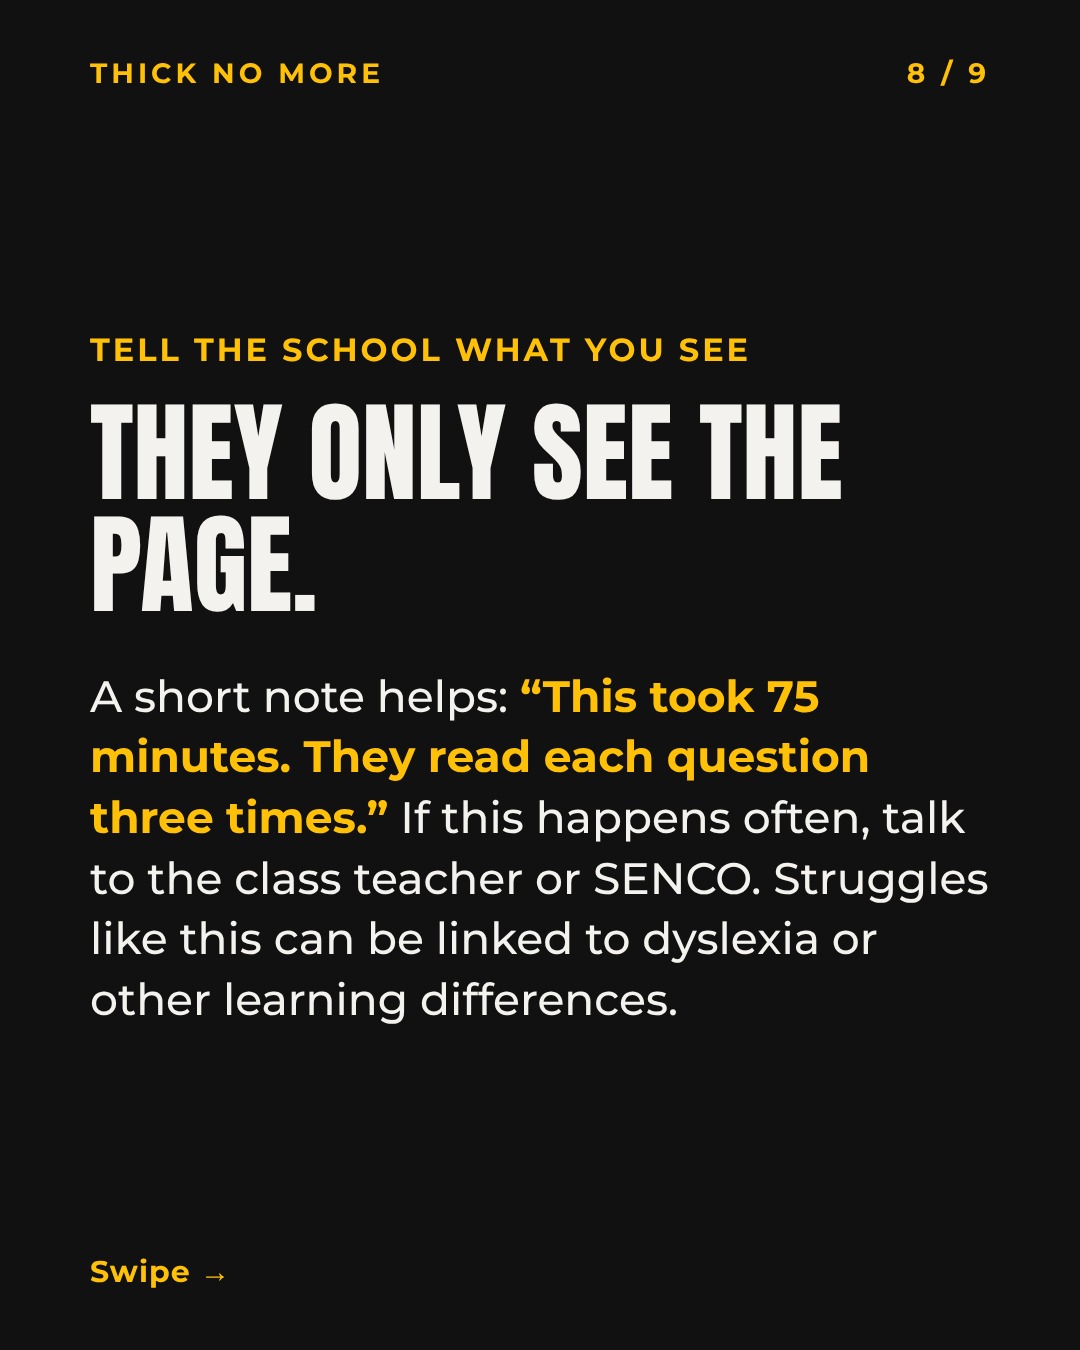 THICK NO MORE
8 / 9
TELL THE SCHOOL WHAT YOU SEE
THEY ONLY SEE THE
PAGE.
A short note helps: “This took 75
minutes. They read each question
three times.” If this happens often, talk
to the class teacher or SENCO. Struggles
like this can be linked to dyslexia or
other learning differences.
Swipe →